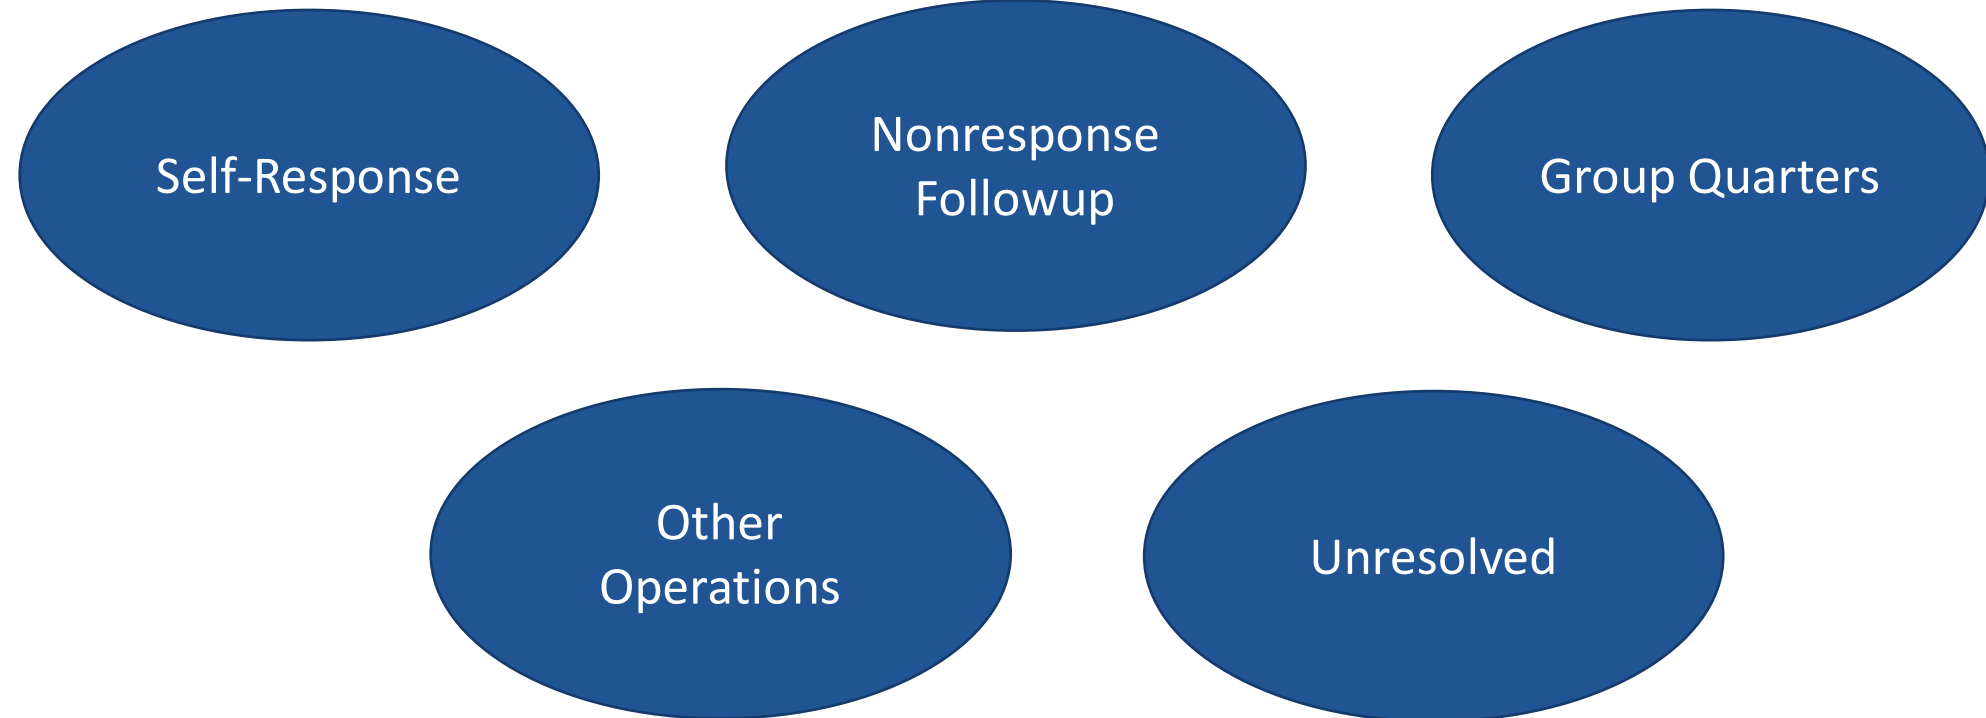 Self-Response
Nonresponse
Followup
Group Quarters
Other
Operations
Unresolved